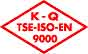 K - Q
TSE-ISO-EN
9000